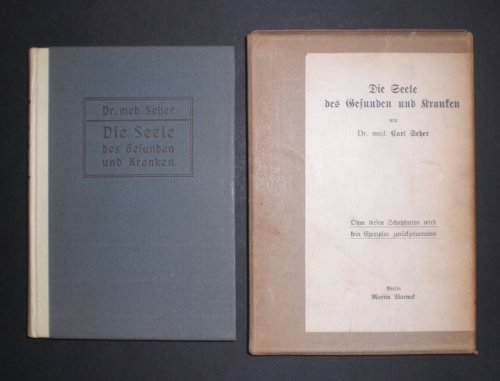 Dr. med. Seher
Die Seele
des Gesunden
und Kranken
Die Seele
des Gesunden und Kranken
von
Dr. med. Carl Seher
Ohne diesen Schutzkarton wird
kein Exemplar zurückgenommen
Berlin
Martin Warneck